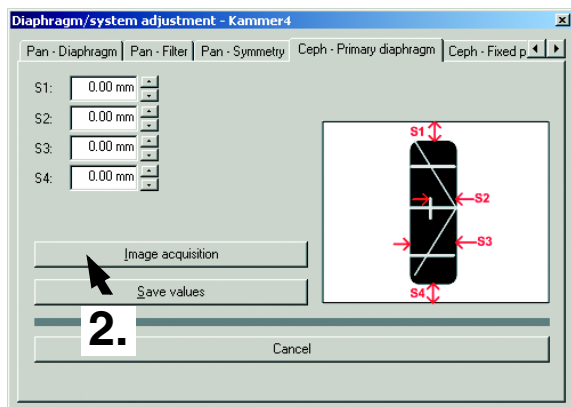 Diaphragm/system adjustment - Kammer4
Pan - Diaphragm Pan - Filter Pan - Symmetry Ceph - Primary diaphragm Ceph - Fixed p
S1: 0.00 mm
S2: 0.00 mm
S3: 0.00 mm
S4: 0.00 mm
S1
S2
S3
S4
Image acquisition
Save values
2.
Cancel